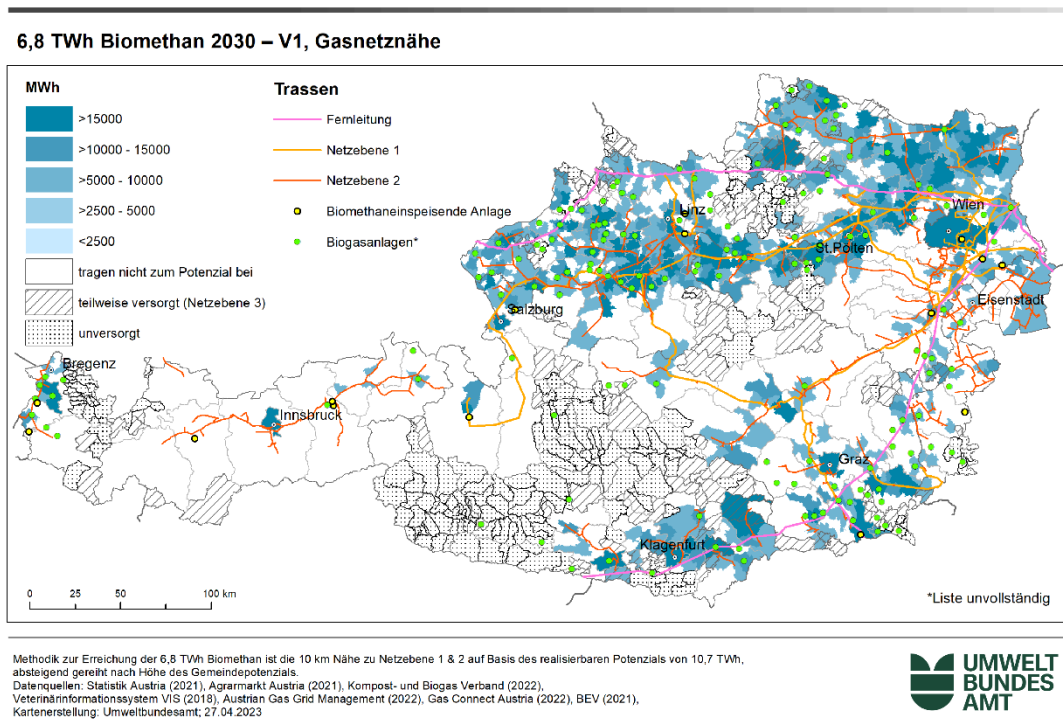 6,8 TWh Biomethan 2030 – V1, Gasnetznähe
MWh
>15000
>10000 - 15000
>5000 - 10000
>2500 - 5000
<2500
tragen nicht zum Potenzial bei
teilweise versorgt (Netzebene 3)
unversorgt
Trassen
Fernleitung
Netzebene 1
Netzebene 2
Biomethaneinspeisende Anlage
Biogasanlagen*
Linz
Wien
St.Pölten
Eisenstadt
Salzburg
Bregenz
Innsbruck
Graz
Klagenfurt
0 25 50 100 km
*Liste unvollständig
Methodik zur Erreichung der 6,8 TWh Biomethan ist die 10 km Nähe zu Netzebene 1 & 2 auf Basis des realisierbaren Potenzials von 10,7 TWh,
absteigend gereiht nach Höhe des Gemeindepotenzials.
Datenquellen: Statistik Austria (2021), Agrarmarkt Austria (2021), Kompost- und Biogas Verband (2022),
Veterinärinformationssystem VIS (2018), Austrian Gas Grid Management (2022), Gas Connect Austria (2022), BEV (2021),
Kartenerstellung: Umweltbundesamt; 27.04.2023
UMWELT
BUNDES
AMT